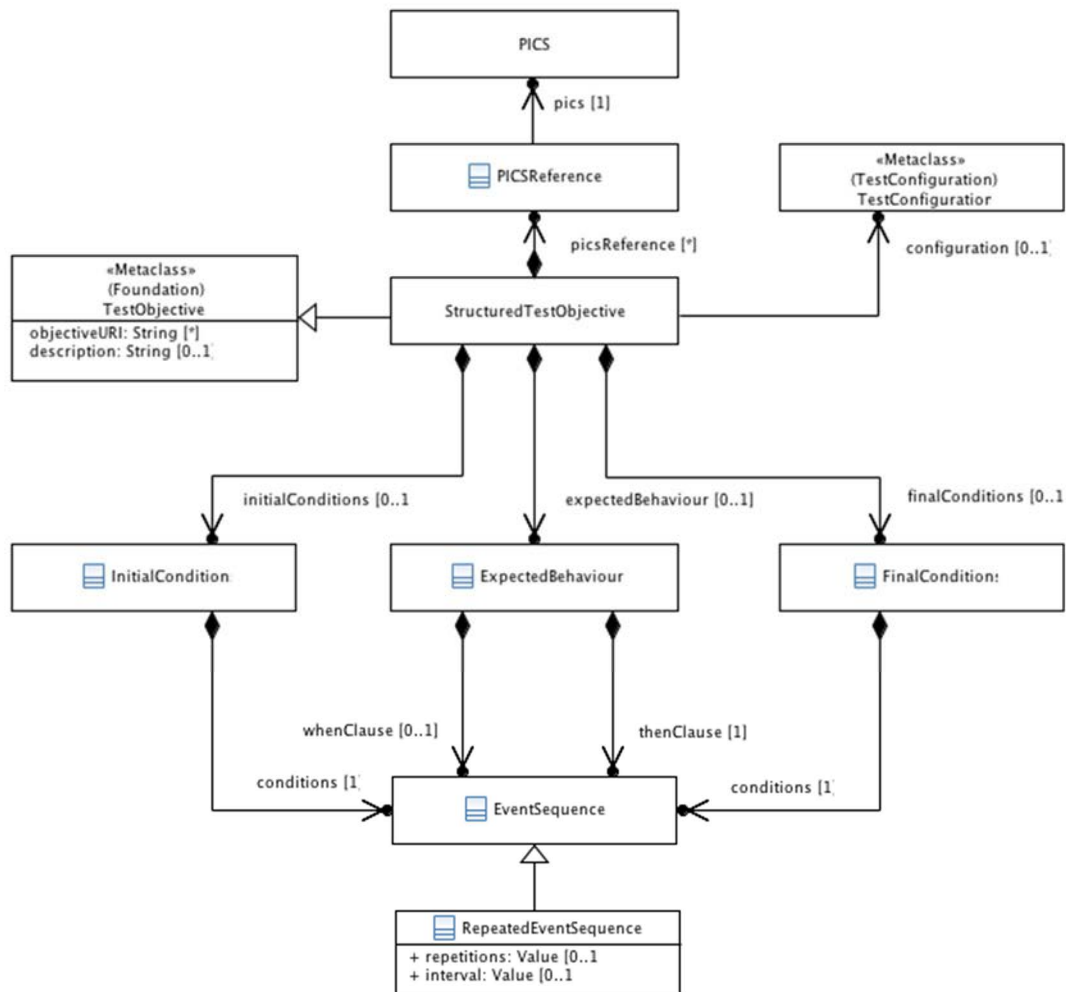 PICS
pics [1]
PICSReference
«Metaclass»
(TestConfiguration)
TestConfiguration
picsReference [*]
configuration [0..1]
«Metaclass»
(Foundation)
TestObjective
objectiveURI: String [*]
description: String [0..1]
StructuredTestObjective
initialConditions [0..1
expectedBehaviour [0..1]
finalConditions [0..1
InitialCondition
ExpectedBehaviour
FinalConditions
whenClause [0..1]
thenClause [1]
conditions [1]
conditions [1]
EventSequence
RepeatedEventSequence
+ repetitions: Value [0..1
+ interval: Value [0..1